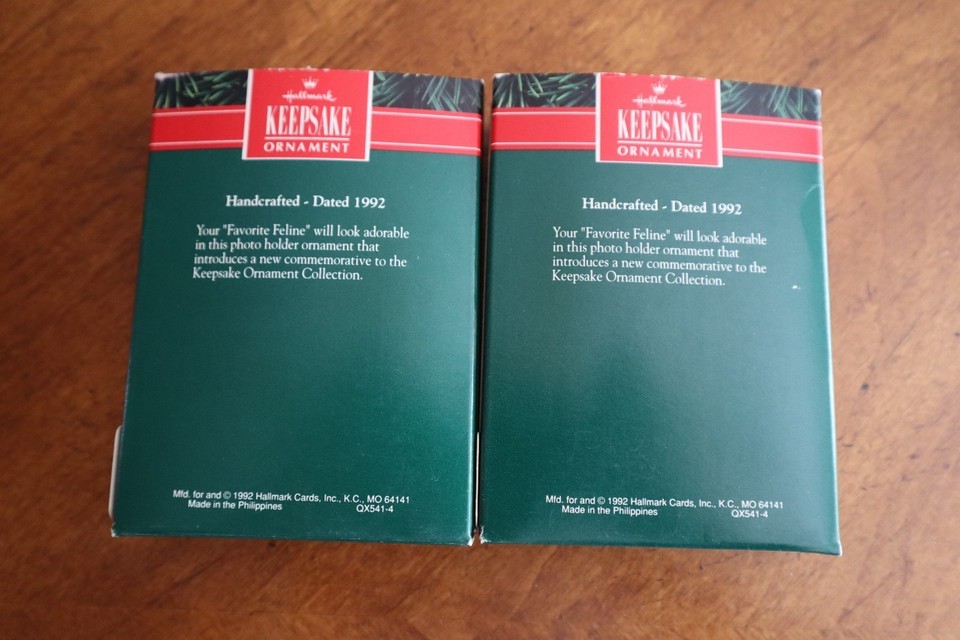 Hallmark
KEEPSAKE
ORNAMENT
Handcrafted - Dated 1992
Your "Favorite Feline" will look adorable
in this photo holder ornament that
introduces a new commemorative to the
Keepsake Ornament Collection.
Mfd. for and © 1992 Hallmark Cards, Inc., K.C., MO 64141
Made in the Philippines QX541-4
Hallmark
KEEPSAKE
ORNAMENT
Handcrafted - Dated 1992
Your "Favorite Feline" will look adorable
in this photo holder ornament that
introduces a new commemorative to the
Keepsake Ornament Collection.
Mfd. for and © 1992 Hallmark Cards, Inc., K.C., MO 64141
Made in the Philippines QX541-4